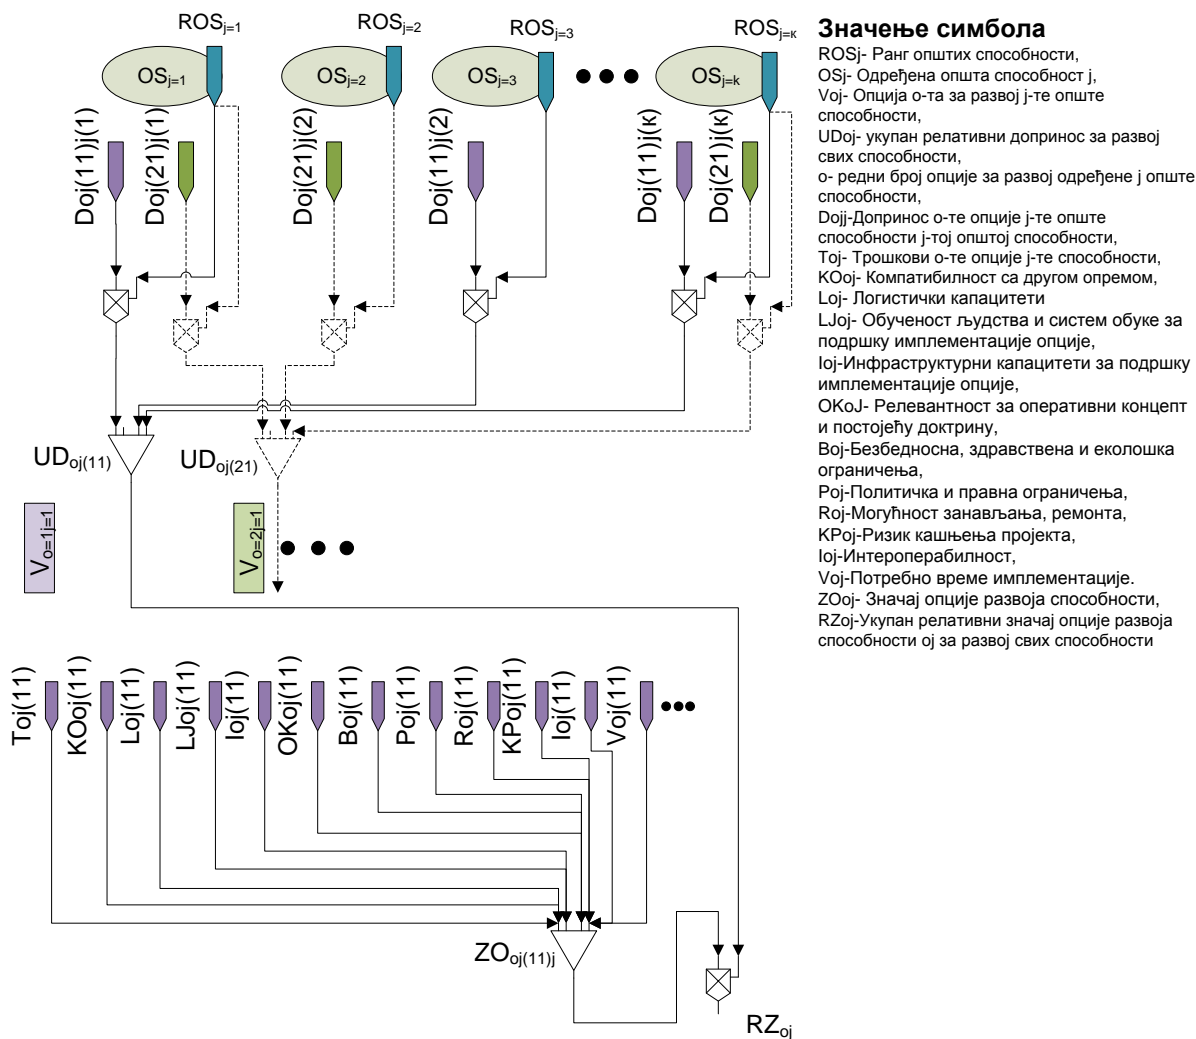 ROSj=1
ROSj=2
ROSj=3
ROSj=к
OSj=1
OSj=2
OSj=3
OSj=k
Doj(11)j(1)
Doj(21)j(1)
Doj(21)j(2)
Doj(11)j(2)
Doj(11)j(к)
Doj(21)j(к)
UDoj(11)
UDoj(21)
Vo=1j=1
Vo=2j=1
Toj(11)
KOoj(11)
Loj(11)
LJoj(11)
Ioj(11)
OKoj(11)
Boj(11)
Poj(11)
Roj(11)
KPoj(11)
Ioj(11)
Voj(11)
ZOoj(11)j
RZoj
Значење симбола
ROSj- Ранг општих способности,
OSj- Одређена општа способност ј,
Voj- Опција о-та за развој ј-те опште
способности,
UDoj- укупан релативни допринос за развој
свих способности,
о- редни број опције за развој одређене ј опште
способности,
Dojj-Допринос о-те опције ј-те опште
способности ј-тој општој способности,
Toj- Трошкови о-те опције ј-те способности,
KOoj- Компатибилност са другом опремом,
Loj- Логистички капацитети
LJoj- Обученост људства и систем обуке за
подршку имплементације опције,
Ioj-Инфраструктурни капацитети за подршку
имплементације опције,
OKoJ- Релевантност за оперативни концепт
и постојећу доктрину,
Boj-Безбедносна, здравствена и еколошка
ограничења,
Poj-Политичка и правна ограничења,
Roj-Могућност занављања, ремонта,
KPoj-Ризик кашњења пројекта,
Ioj-Интероперабилност,
Voj-Потребно време имплементације.
ZOoj- Значај опције развоја способности,
RZoj-Укупан релативни значај опције развоја
способности ој за развој свих способности